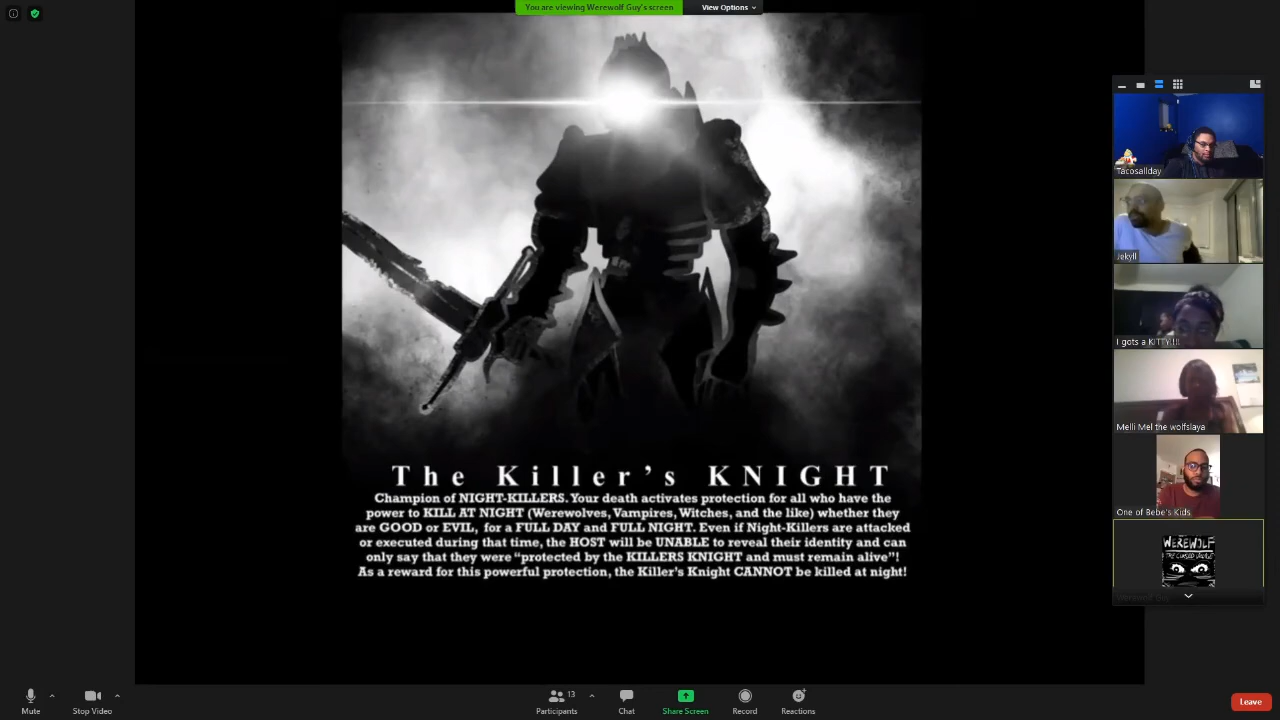 You are viewing Werewolf Guy's screen
View Options
Tacosallday
Jekyll
I gots a KITTY!!!
Melli Mel the wolfslaya
One of Bebe's Kids
WEREWOLF
The Killer's KNIGHT
Champion of NIGHT-KILLERS. Your death activates protection for all who have the
power to KILL AT NIGHT (Werewolves, Vampires, Witches, and the like) whether they
are GOOD or EVIL, for a FULL DAY and FULL NIGHT. Even if Night-Killers are attacked
or executed during that time, the HOST will be UNABLE to reveal their identity and can
only say that they were "protected by the KILLERS KNIGHT and must remain alive"!
As a reward for this powerful protection, the Killer's Knight CANNOT be killed at night!
Mute
Stop Video
13
Participants
Chat
Share Screen
Record
Reactions
Leave